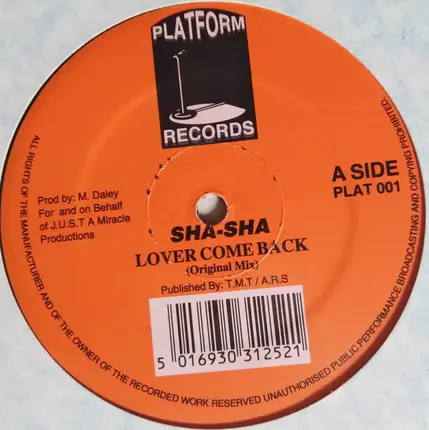 PLATFORM
RECORDS
A SIDE
PLAT 001
Prod by: M. Daley
For and on Behalf
of J.U.S.T A Miracle
Productions
SHA-SHA
LOVER COME BACK
(Original Mix)
Published By: T.M.T / A.R.S
5 016930 312521
ALL RIGHTS OF THE MANUFACTURER AND OF THE OWNER OF THE RECORDED WORK RESERVED UNAUTHORISED PUBLIC PERFORMANCE BROADCASTING AND COPYING PROHIBITED